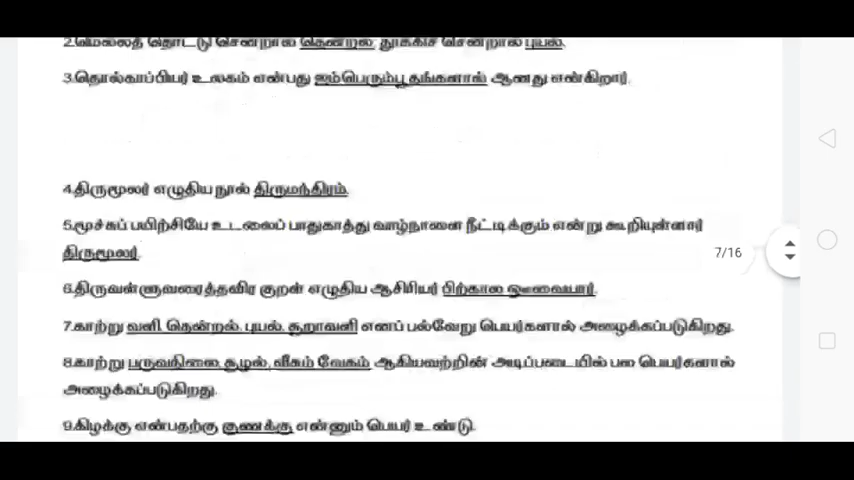 2.மெல்லத் தொட்டு சென்றால் தென்றல், தூக்கிச் சென்றால் புயல்.
3.தொல்காப்பியர் உலகம் என்பது ஐம்பெரும்பூதங்களால் ஆனது என்கிறார்.
4.திருமூலர் எழுதிய நூல் திருமந்திரம்.
5.மூச்சுப் பயிற்சியே உடலைப் பாதுகாத்து வாழ்நாளை நீட்டிக்கும் என்று கூறியுள்ளார்
திருமூலர்.
7/16
6.திருவள்ளுவரைத்தவிர குறள் எழுதிய ஆசிரியர் பிற்கால ஔவையார்.
7.காற்று வளி, தென்றல், புயல், சூறாவளி எனப் பல்வேறு பெயர்களால் அழைக்கப்படுகிறது.
8.காற்று பருவநிலை, சூழல், வீசும் வேகம் ஆகியவற்றின் அடிப்படையில் பல பெயர்களால்
அழைக்கப்படுகிறது.
9.கிழக்கு என்பதற்கு குணக்கு என்னும் பெயர் உண்டு.